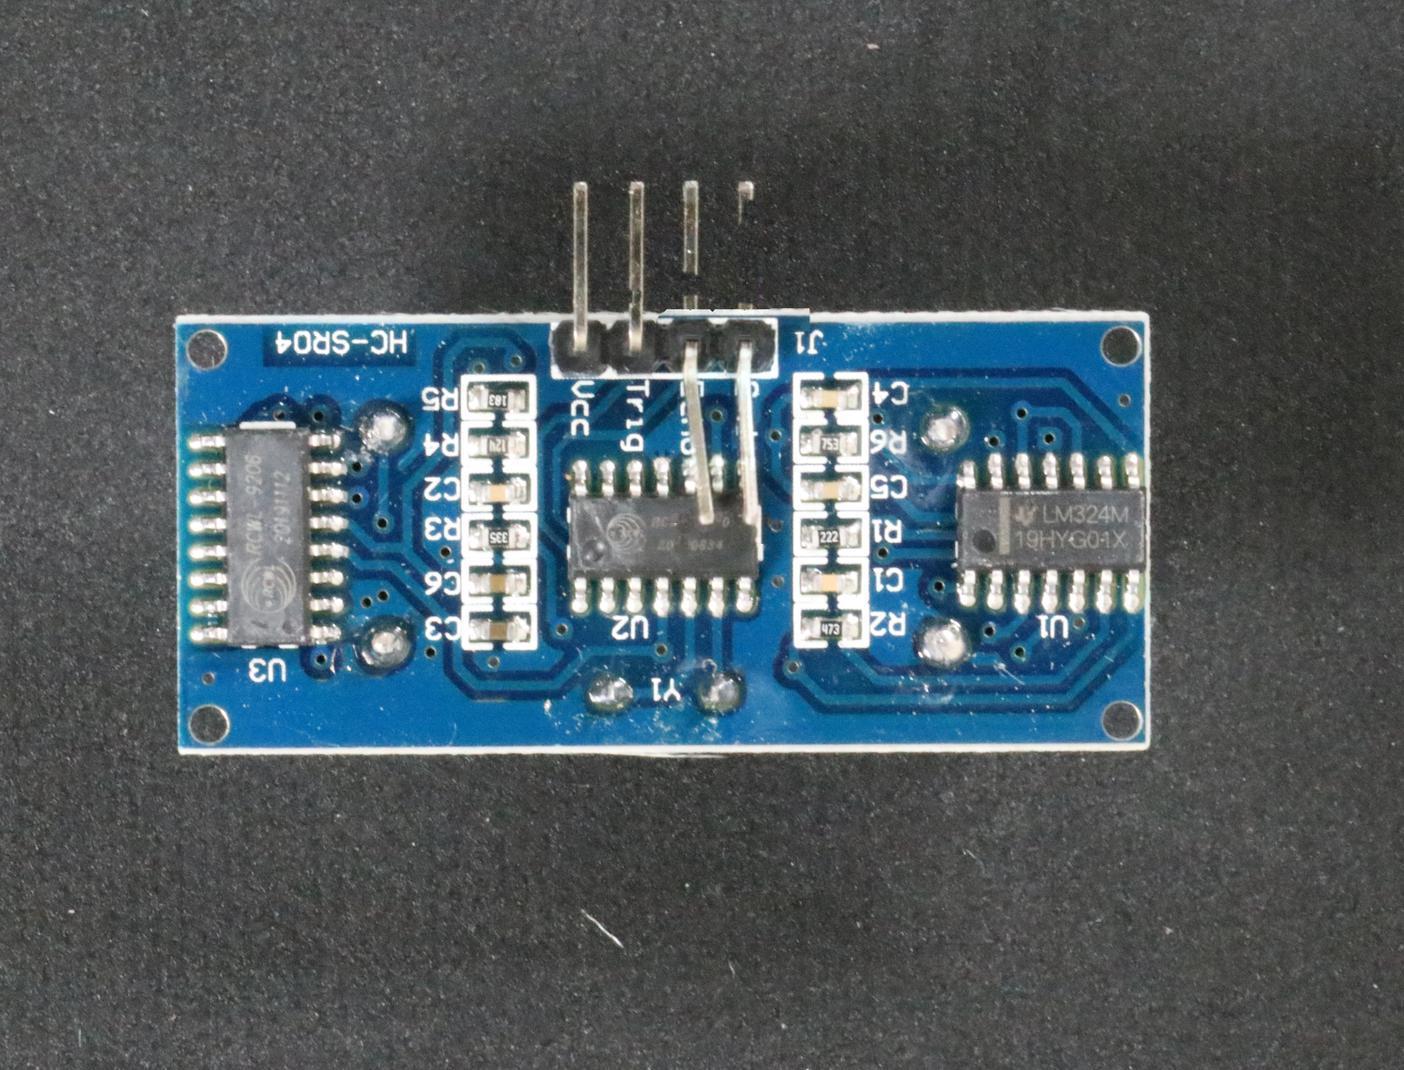 HC-SR04
J1
Vcc
Trig
R5
183
R4
124
C2
R3
335
C6
C3
C4
R6
753
C5
R1
222
C1
R2
473
RCWL-9206
U3
U2
Y1
LM324M
19HYG01X
U1